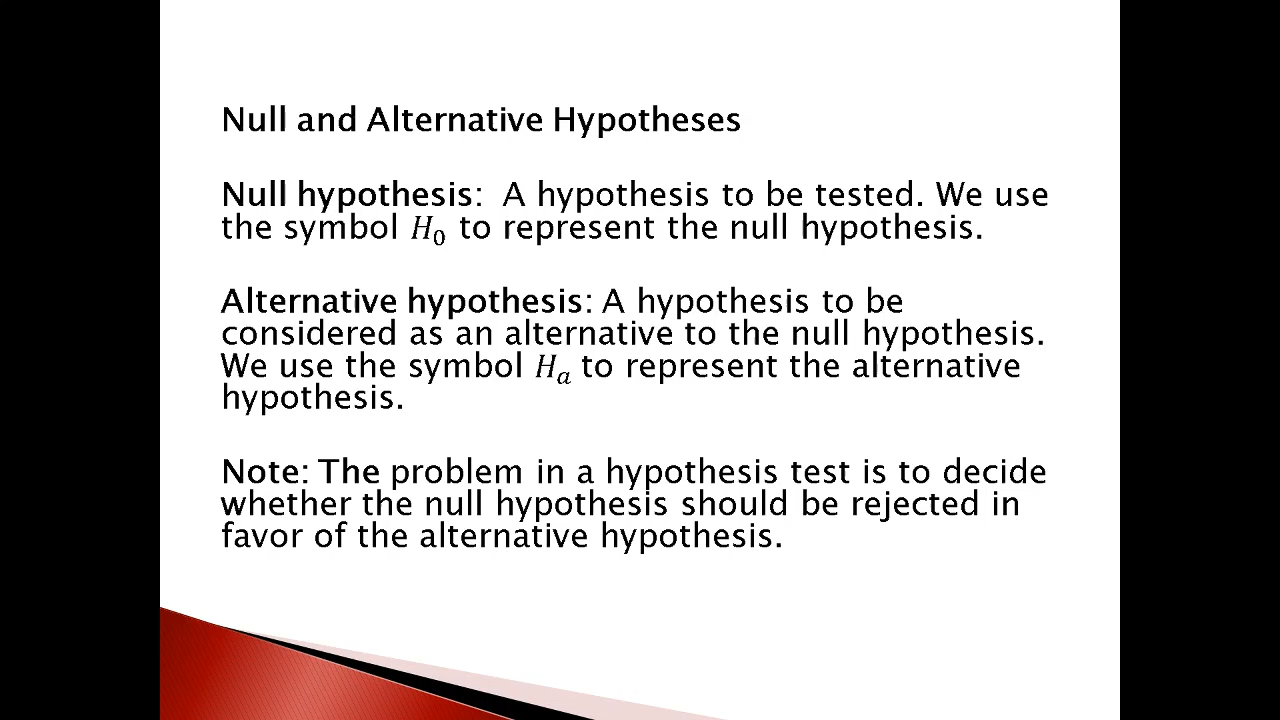 Null and Alternative Hypotheses
Null hypothesis:  A hypothesis to be tested. We use
the symbol H₀ to represent the null hypothesis.
Alternative hypothesis: A hypothesis to be
considered as an alternative to the null hypothesis.
We use the symbol Hₐ to represent the alternative
hypothesis.
Note: The problem in a hypothesis test is to decide
whether the null hypothesis should be rejected in
favor of the alternative hypothesis.